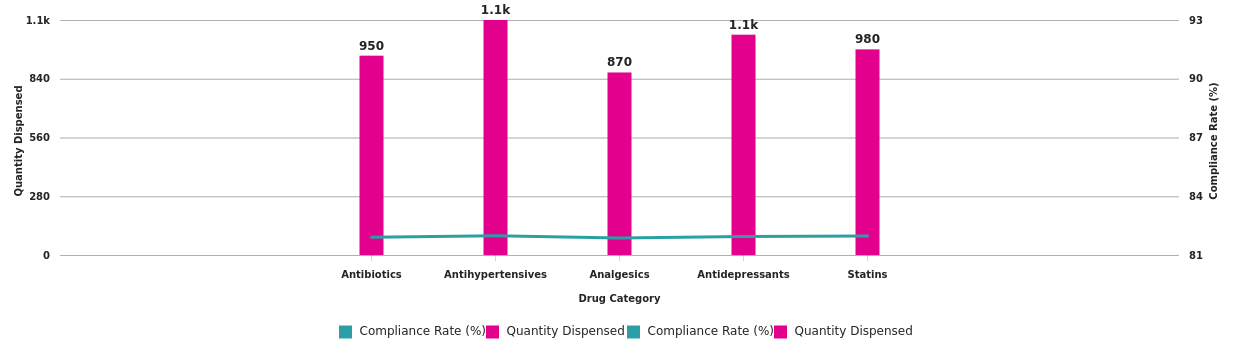 1.1k
840
560
280
0
Quantity Dispensed
950
1.1k
870
1.1k
980
93
90
87
84
81
Compliance Rate (%)
Antibiotics
Antihypertensives
Analgesics
Antidepressants
Statins
Drug Category
Compliance Rate (%) Quantity Dispensed Compliance Rate (%) Quantity Dispensed